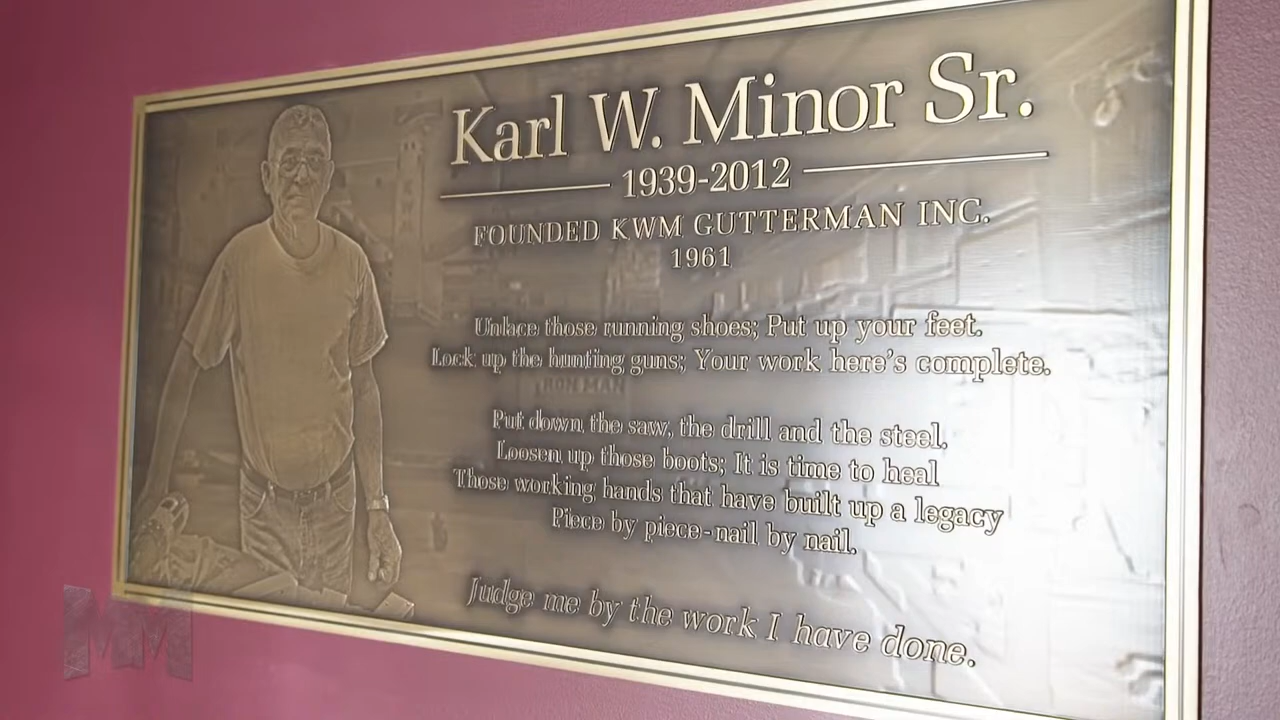 Karl W. Minor Sr.
1939-2012
FOUNDED KWM GUTTERMAN INC.
1961
Unlace those running shoes; Put up your feet.
Lock up the hunting guns; Your work here's complete.
IRON MAN
Put down the saw, the drill and the steel.
Loosen up those boots; It is time to heal
Those working hands that have built up a legacy
Piece by piece-nail by nail.
Judge me by the work I have done.